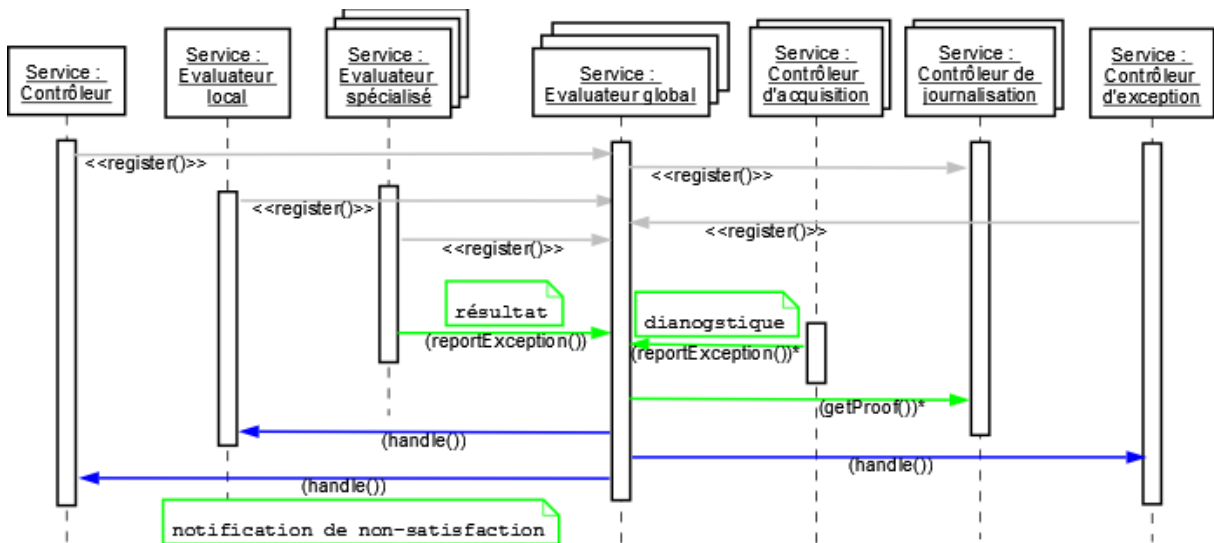 Service :
Contrôleur
Service :
Evaluateur
local
Service :
Evaluateur
spécialisé
Service :
Evaluateur global
Service :
Contrôleur
d'acquisition
Service :
Contrôleur de
journalisation
Service :
Contrôleur
d'exception
<<register()>>
<<register()>>
<<register()>>
<<register()>>
<<register()>>
résultat
(reportException())
dianogstique
(reportException())*
(getProof())*
(handle())
(handle())
(handle())
notification de non-satisfaction